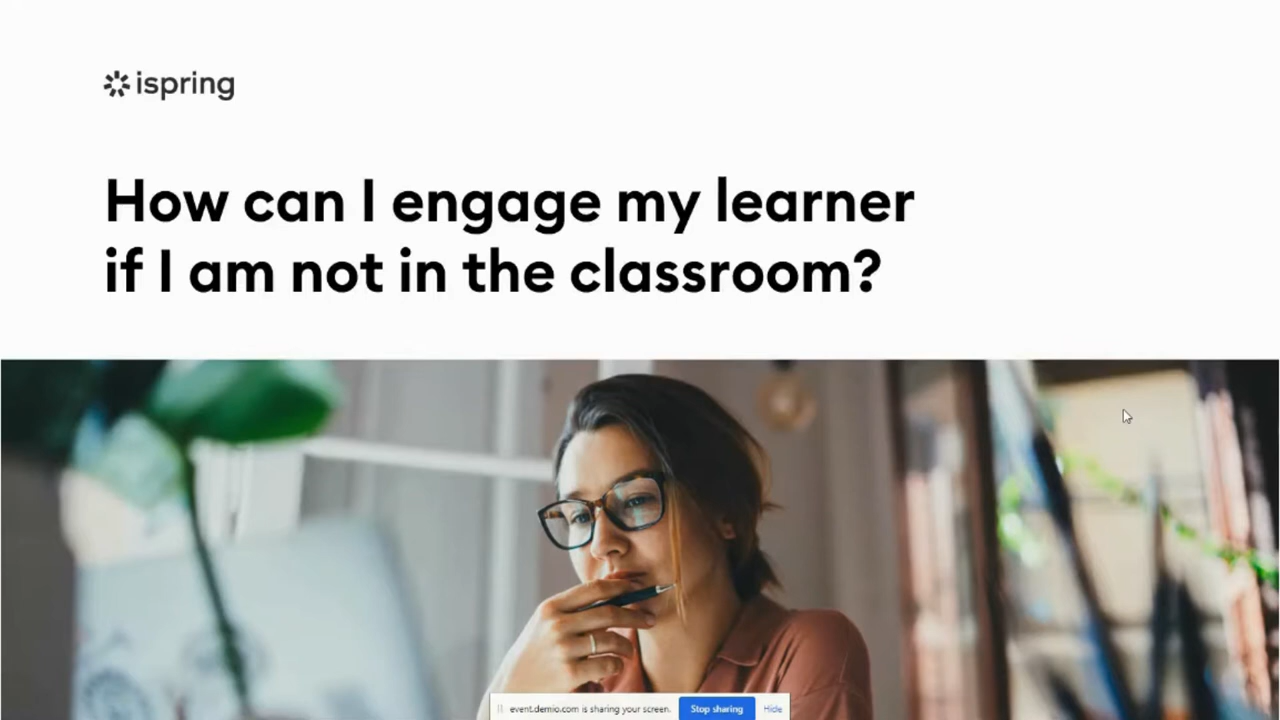 ispring
How can I engage my learner
if I am not in the classroom?
event.demio.com is sharing your screen. Stop sharing Hide